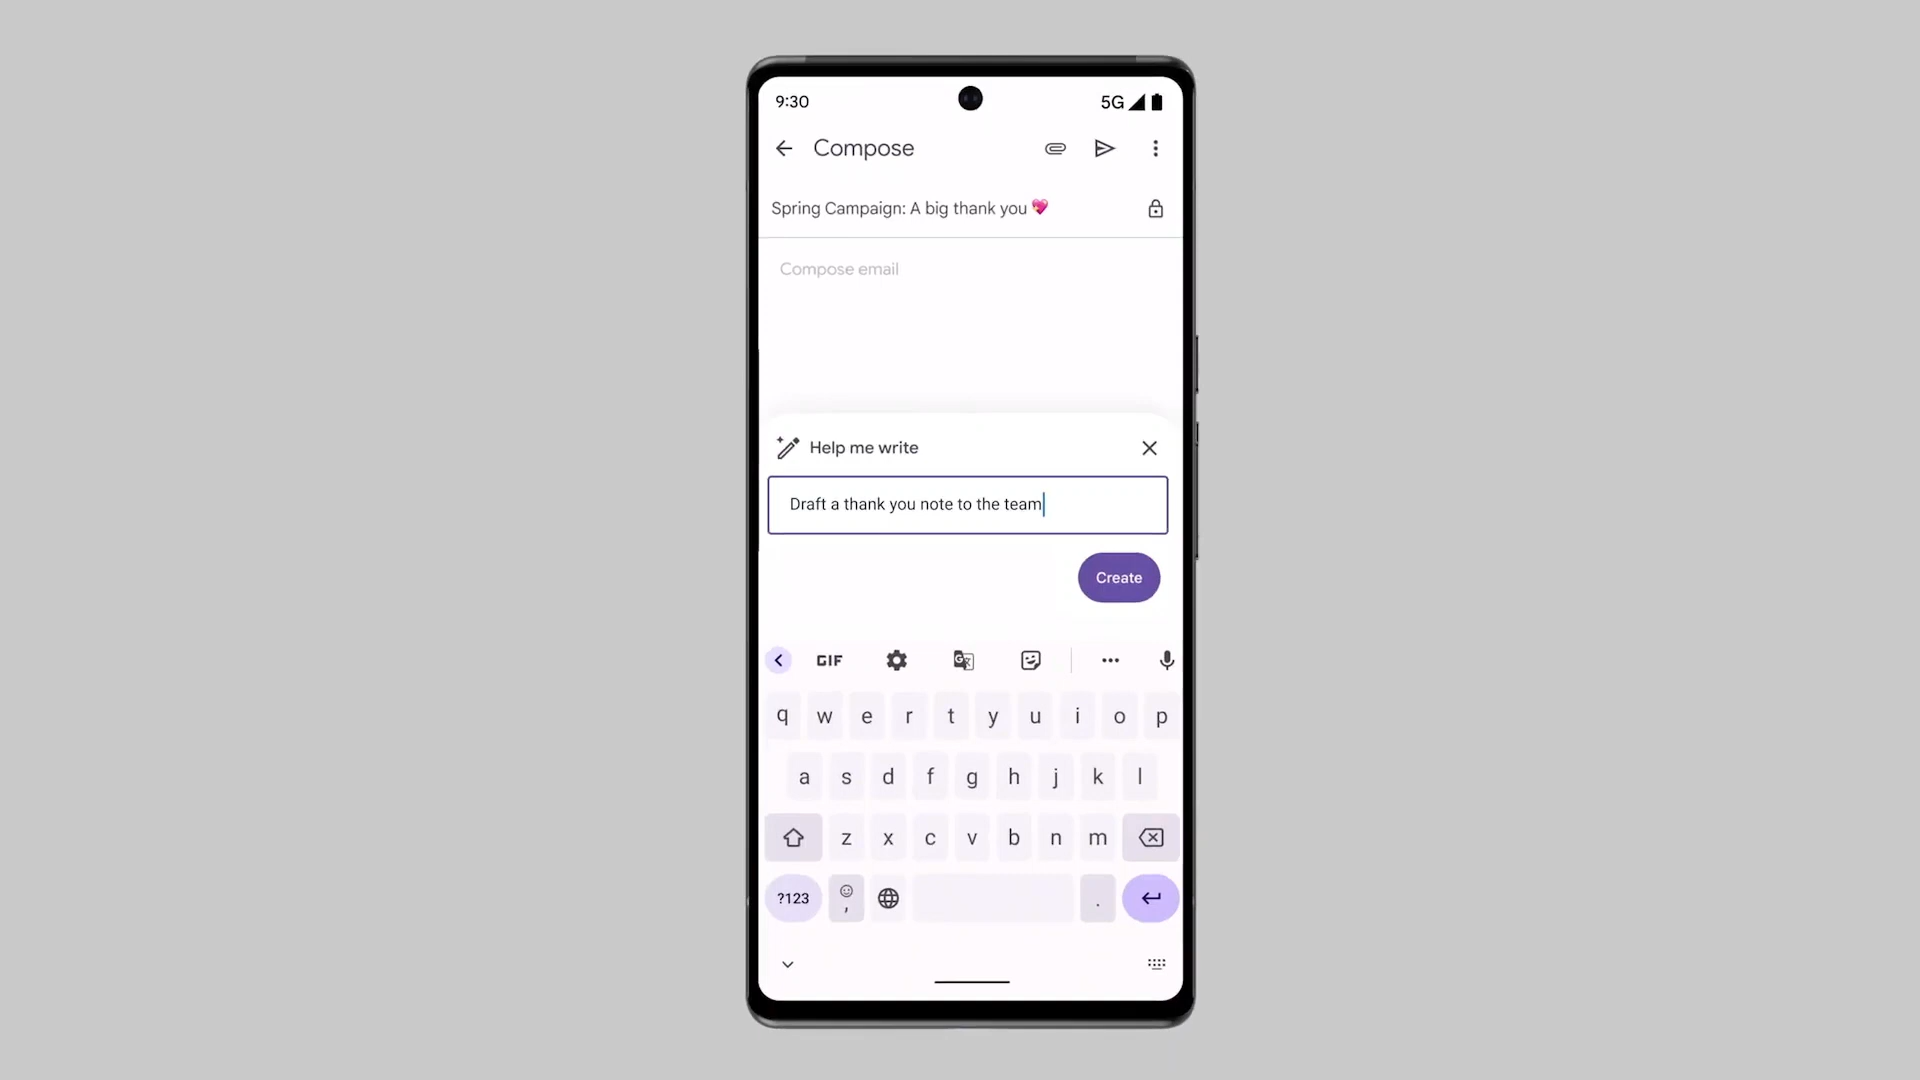 9:30 5G
Compose
Spring Campaign: A big thank you 💖
Compose email
Help me write
Draft a thank you note to the team
Create
GIF
q w e r t y u i o p
a s d f g h j k l
z x c v b n m
?123 , .